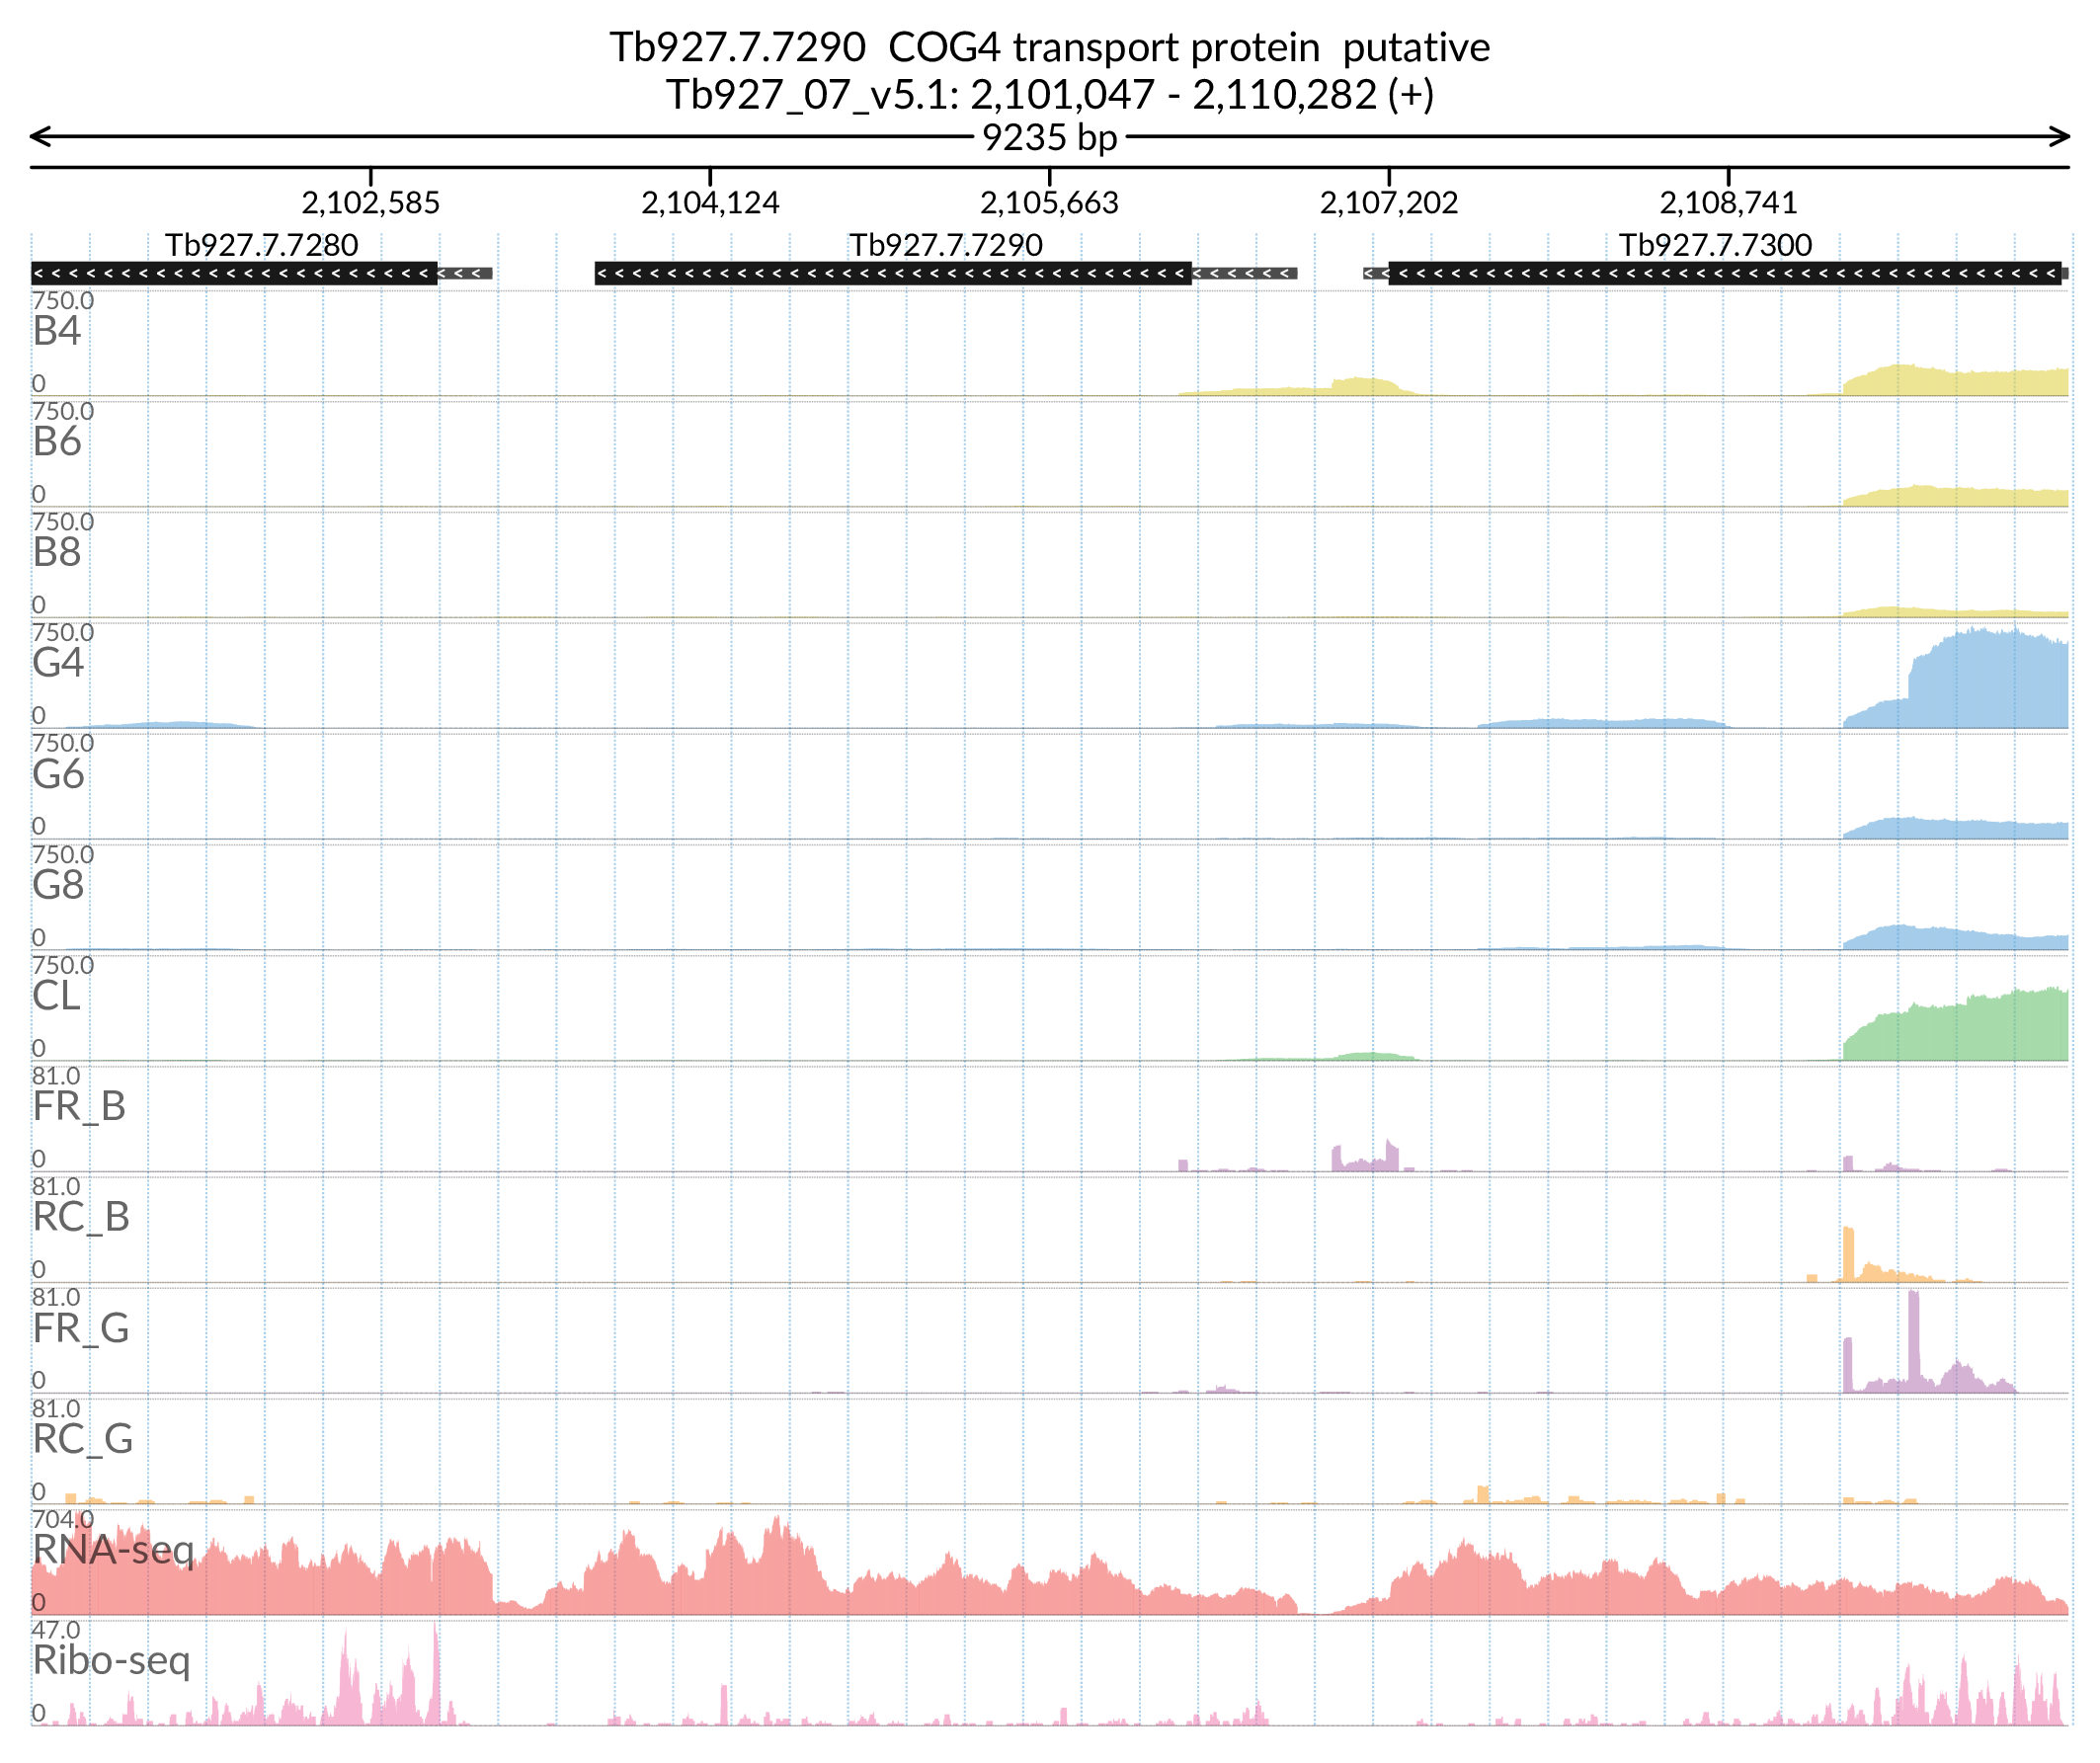 Tb927.7.7290  COG4 transport protein  putative
Tb927_07_v5.1: 2,101,047 - 2,110,282 (+)
9235 bp
2,102,585 2,104,124 2,105,663 2,107,202 2,108,741
Tb927.7.7280 Tb927.7.7290 Tb927.7.7300
750.0
B4
0
750.0
B6
0
750.0
B8
0
750.0
G4
0
750.0
G6
0
750.0
G8
0
750.0
CL
0
81.0
FR_B
0
81.0
RC_B
0
81.0
FR_G
0
81.0
RC_G
0
704.0
RNA-seq
0
47.0
Ribo-seq
0